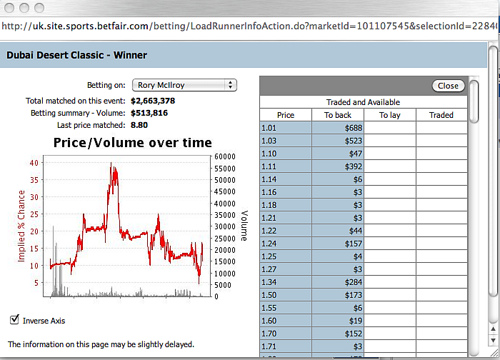 http://uk.site.sports.betfair.com/betting/LoadRunnerInfoAction.do?marketId=101107545&selectionId=22840
Dubai Desert Classic - Winner
Betting on: Rory McIlroy
Total matched on this event: $2,663,378
Betting summary - Volume: $513,816
Last price matched: 8.80
Price/Volume over time
Implied % Chance
40
35
30
25
20
15
10
5
60000
55000
50000
45000
40000
35000
30000
25000
20000
15000
10000
5000
0
Volume
Inverse Axis
The information on this page may be slightly delayed.
Close
Traded and Available
Price To back To lay Traded
1.01 $688
1.03 $523
1.10 $47
1.11 $392
1.14 $6
1.16 $3
1.18 $3
1.21 $3
1.22 $44
1.24 $157
1.25 $4
1.27 $3
1.34 $284
1.50 $173
1.55 $6
1.60 $19
1.70 $152
1.71 $3